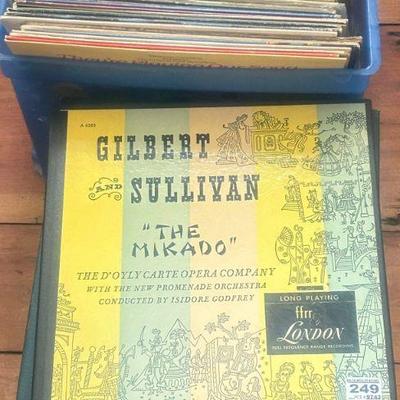 A 4203
GILBERT
AND SULLIVAN
"THE
MIKADO"
THE D'OYLY CARTE OPERA COMPANY
WITH THE NEW PROMENADE ORCHESTRA
CONDUCTED BY ISIDORE GODFREY
LONG PLAYING
ffrr
LONDON
FULL FREQUENCY RANGE RECORDING
249